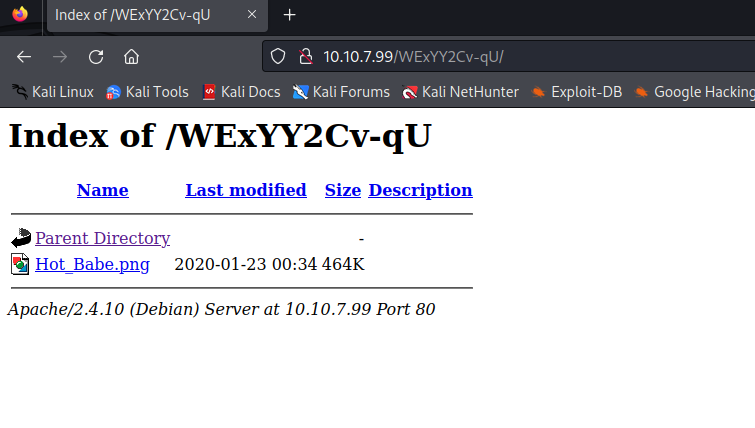 Index of /WExYY2Cv-qU
10.10.7.99/WExYY2Cv-qU/
Kali Linux Kali Tools Kali Docs Kali Forums Kali NetHunter Exploit-DB Google Hacking
Index of /WExYY2Cv-qU
Name Last modified Size Description
Parent Directory -
Hot_Babe.png 2020-01-23 00:34 464K
Apache/2.4.10 (Debian) Server at 10.10.7.99 Port 80